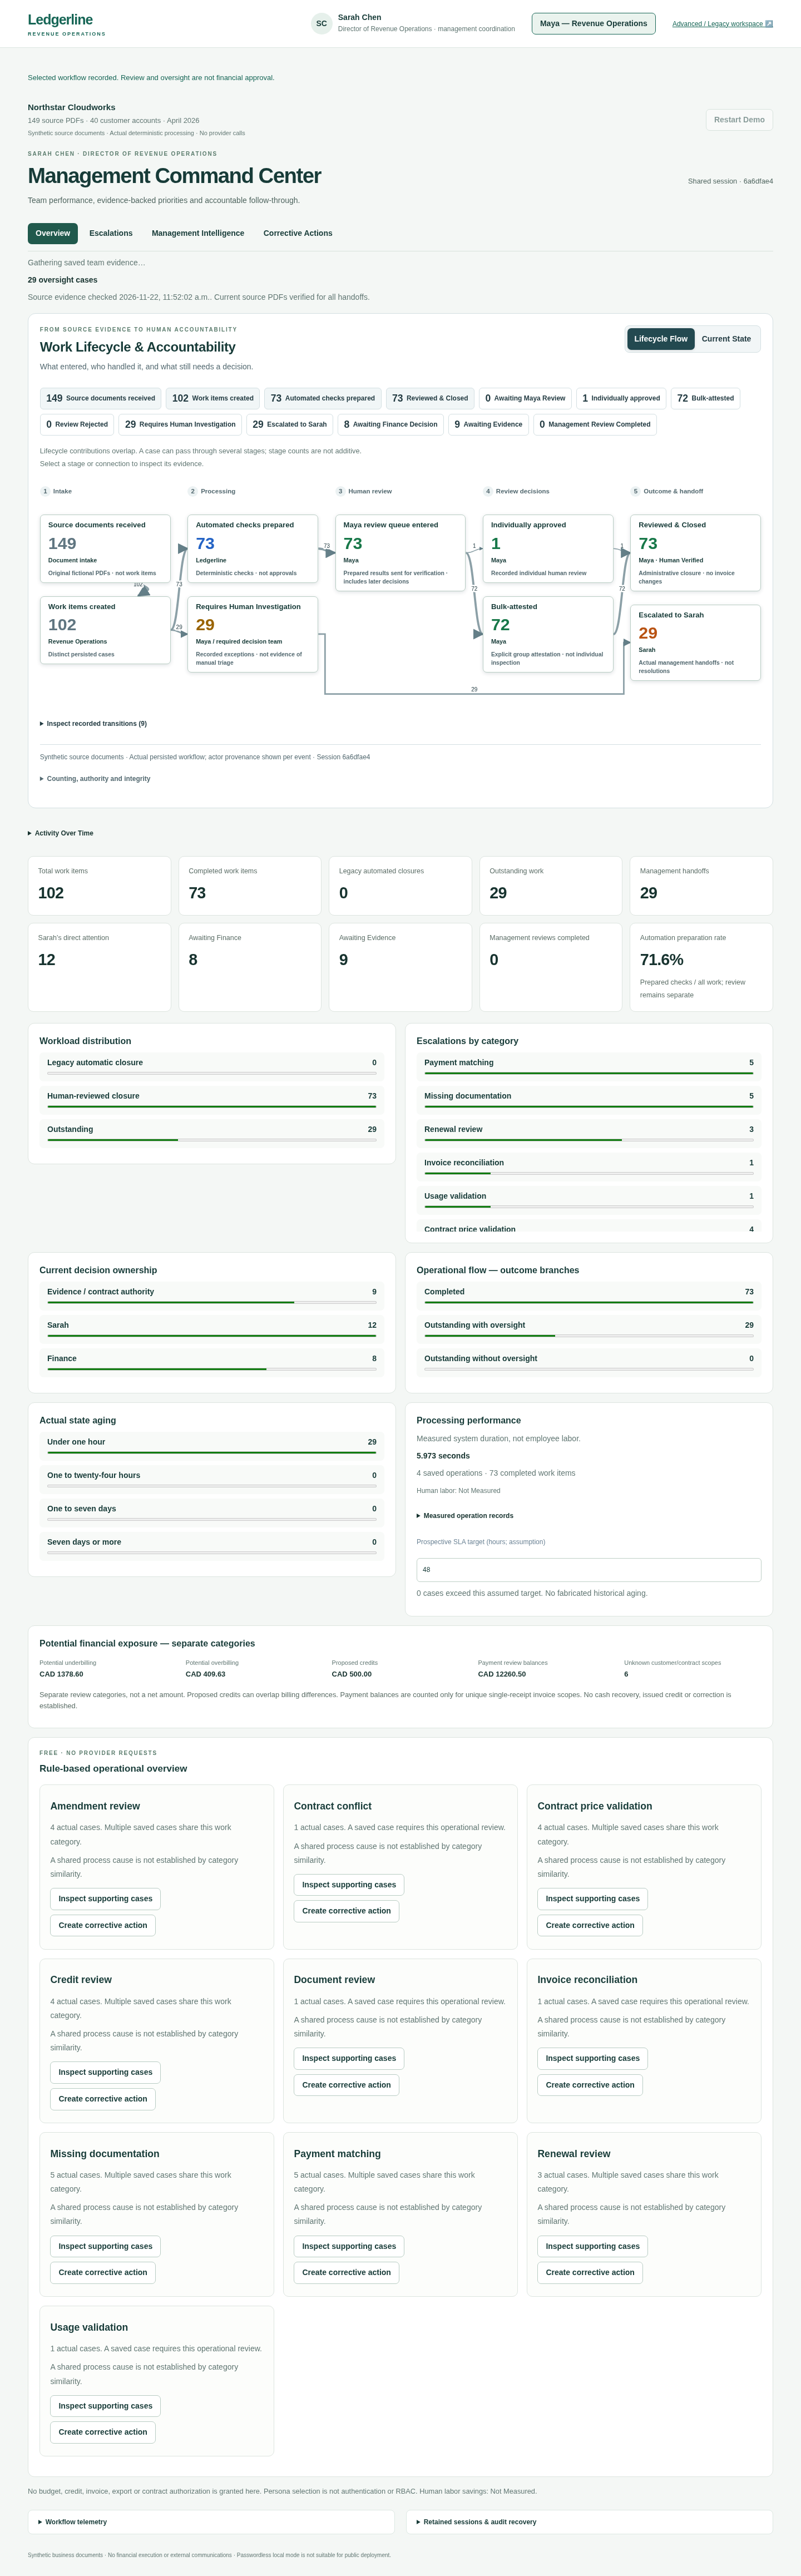 Ledgerline
REVENUE OPERATIONS
SC
Sarah Chen
Director of Revenue Operations · management coordination
Maya — Revenue Operations
Advanced / Legacy workspace ↗
Selected workflow recorded. Review and oversight are not financial approval.
Northstar Cloudworks
149 source PDFs · 40 customer accounts · April 2026
Synthetic source documents · Actual deterministic processing · No provider calls
Restart Demo
SARAH CHEN · DIRECTOR OF REVENUE OPERATIONS
Management Command Center
Shared session · 6a6dfae4
Team performance, evidence-backed priorities and accountable follow-through.
Overview
Escalations
Management Intelligence
Corrective Actions
Gathering saved team evidence…
29 oversight cases
Source evidence checked 2026-11-22, 11:52:02 a.m.. Current source PDFs verified for all handoffs.
FROM SOURCE EVIDENCE TO HUMAN ACCOUNTABILITY
Work Lifecycle & Accountability
Lifecycle Flow
Current State
What entered, who handled it, and what still needs a decision.
149 Source documents received
102 Work items created
73 Automated checks prepared
73 Reviewed & Closed
0 Awaiting Maya Review
1 Individually approved
72 Bulk-attested
0 Review Rejected
29 Requires Human Investigation
29 Escalated to Sarah
8 Awaiting Finance Decision
9 Awaiting Evidence
0 Management Review Completed
Lifecycle contributions overlap. A case can pass through several stages; stage counts are not additive.
Select a stage or connection to inspect its evidence.
1 Intake
2 Processing
3 Human review
4 Review decisions
5 Outcome & handoff
Source documents received
149
Document intake
Original fictional PDFs · not work items
102
Work items created
102
Revenue Operations
Distinct persisted cases
73
29
Automated checks prepared
73
Ledgerline
Deterministic checks · not approvals
Requires Human Investigation
29
Maya / required decision team
Recorded exceptions · not evidence of
manual triage
73
Maya review queue entered
73
Maya
Prepared results sent for verification ·
includes later decisions
1
72
Individually approved
1
Maya
Recorded individual human review
Bulk-attested
72
Maya
Explicit group attestation · not individual
inspection
1
72
29
Reviewed & Closed
73
Maya · Human Verified
Administrative closure · no invoice
changes
Escalated to Sarah
29
Sarah
Actual management handoffs · not
resolutions
Inspect recorded transitions (9)
Synthetic source documents · Actual persisted workflow; actor provenance shown per event · Session 6a6dfae4
Counting, authority and integrity
Activity Over Time
Total work items
102
Completed work items
73
Legacy automated closures
0
Outstanding work
29
Management handoffs
29
Sarah's direct attention
12
Awaiting Finance
8
Awaiting Evidence
9
Management reviews completed
0
Automation preparation rate
71.6%
Prepared checks / all work; review
remains separate
Workload distribution
Legacy automatic closure 0
Human-reviewed closure 73
Outstanding 29
Escalations by category
Payment matching 5
Missing documentation 5
Renewal review 3
Invoice reconciliation 1
Usage validation 1
Contract price validation 4
Current decision ownership
Evidence / contract authority 9
Sarah 12
Finance 8
Operational flow — outcome branches
Completed 73
Outstanding with oversight 29
Outstanding without oversight 0
Actual state aging
Under one hour 29
One to twenty-four hours 0
One to seven days 0
Seven days or more 0
Processing performance
Measured system duration, not employee labor.
5.973 seconds
4 saved operations · 73 completed work items
Human labor: Not Measured
Measured operation records
Prospective SLA target (hours; assumption)
48
0 cases exceed this assumed target. No fabricated historical aging.
Potential financial exposure — separate categories
Potential underbilling
CAD 1378.60
Potential overbilling
CAD 409.63
Proposed credits
CAD 500.00
Payment review balances
CAD 12260.50
Unknown customer/contract scopes
6
Separate review categories, not a net amount. Proposed credits can overlap billing differences. Payment balances are counted only for unique single-receipt invoice scopes. No cash recovery, issued credit or correction is
established.
FREE · NO PROVIDER REQUESTS
Rule-based operational overview
Amendment review
4 actual cases. Multiple saved cases share this work
category.
A shared process cause is not established by category
similarity.
Inspect supporting cases
Create corrective action
Contract conflict
1 actual cases. A saved case requires this operational review.
A shared process cause is not established by category
similarity.
Inspect supporting cases
Create corrective action
Contract price validation
4 actual cases. Multiple saved cases share this work
category.
A shared process cause is not established by category
similarity.
Inspect supporting cases
Create corrective action
Credit review
4 actual cases. Multiple saved cases share this work
category.
A shared process cause is not established by category
similarity.
Inspect supporting cases
Create corrective action
Document review
1 actual cases. A saved case requires this operational review.
A shared process cause is not established by category
similarity.
Inspect supporting cases
Create corrective action
Invoice reconciliation
1 actual cases. A saved case requires this operational review.
A shared process cause is not established by category
similarity.
Inspect supporting cases
Create corrective action
Missing documentation
5 actual cases. Multiple saved cases share this work
category.
A shared process cause is not established by category
similarity.
Inspect supporting cases
Create corrective action
Payment matching
5 actual cases. Multiple saved cases share this work
category.
A shared process cause is not established by category
similarity.
Inspect supporting cases
Create corrective action
Renewal review
3 actual cases. Multiple saved cases share this work
category.
A shared process cause is not established by category
similarity.
Inspect supporting cases
Create corrective action
Usage validation
1 actual cases. A saved case requires this operational review.
A shared process cause is not established by category
similarity.
Inspect supporting cases
Create corrective action
No budget, credit, invoice, export or contract authorization is granted here. Persona selection is not authentication or RBAC. Human labor savings: Not Measured.
Workflow telemetry
Retained sessions & audit recovery
Synthetic business documents · No financial execution or external communications · Passwordless local mode is not suitable for public deployment.